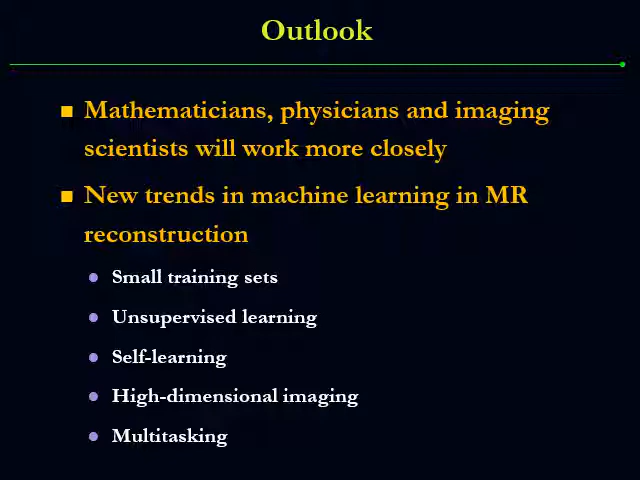 Outlook
Mathematicians, physicians and imaging
scientists will work more closely
New trends in machine learning in MR
reconstruction
Small training sets
Unsupervised learning
Self-learning
High-dimensional imaging
Multitasking